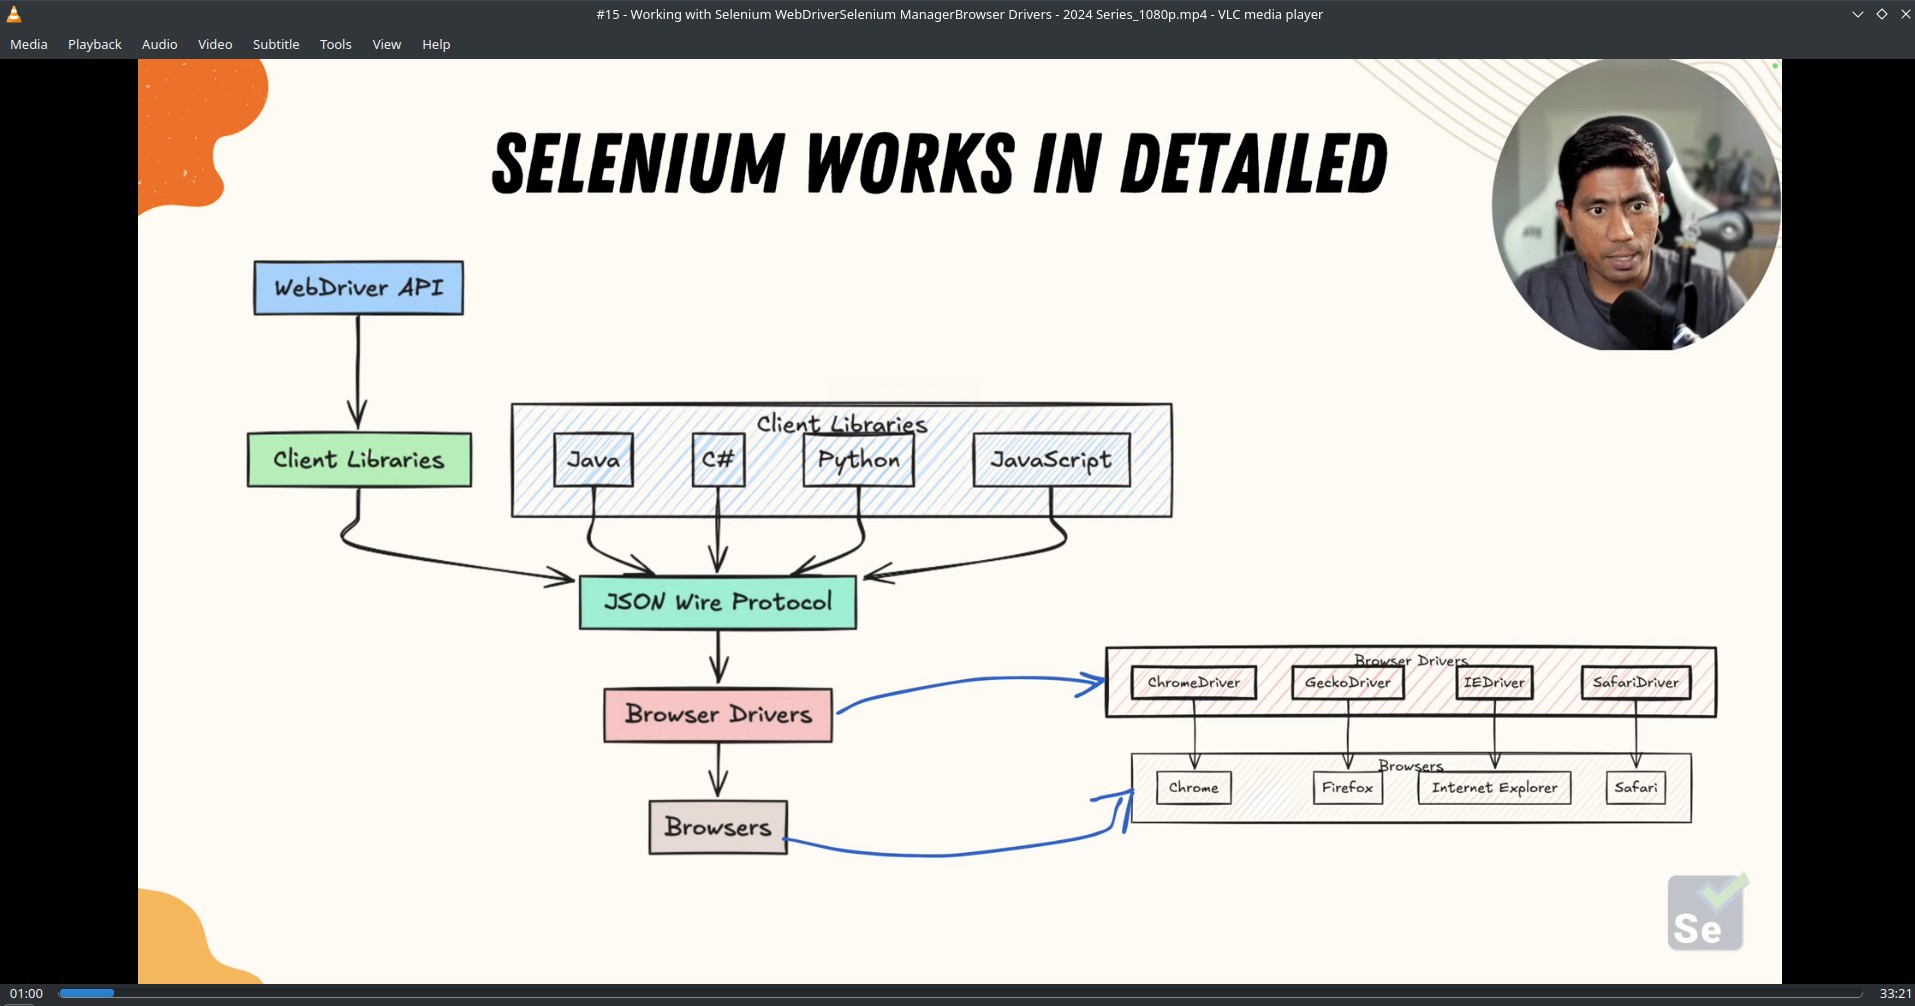 #15 - Working with Selenium WebDriverSelenium ManagerBrowser Drivers - 2024 Series_1080p.mp4 - VLC media player
Media Playback Audio Video Subtitle Tools View Help
SELENIUM WORKS IN DETAILED
WebDriver API
Client Libraries
Client Libraries
Java C# Python JavaScript
JSON Wire Protocol
Browser Drivers
Browsers
Browser Drivers
ChromeDriver GeckoDriver IEDriver SafariDriver
Browsers
Chrome Firefox Internet Explorer Safari
Se
01:00 33:21